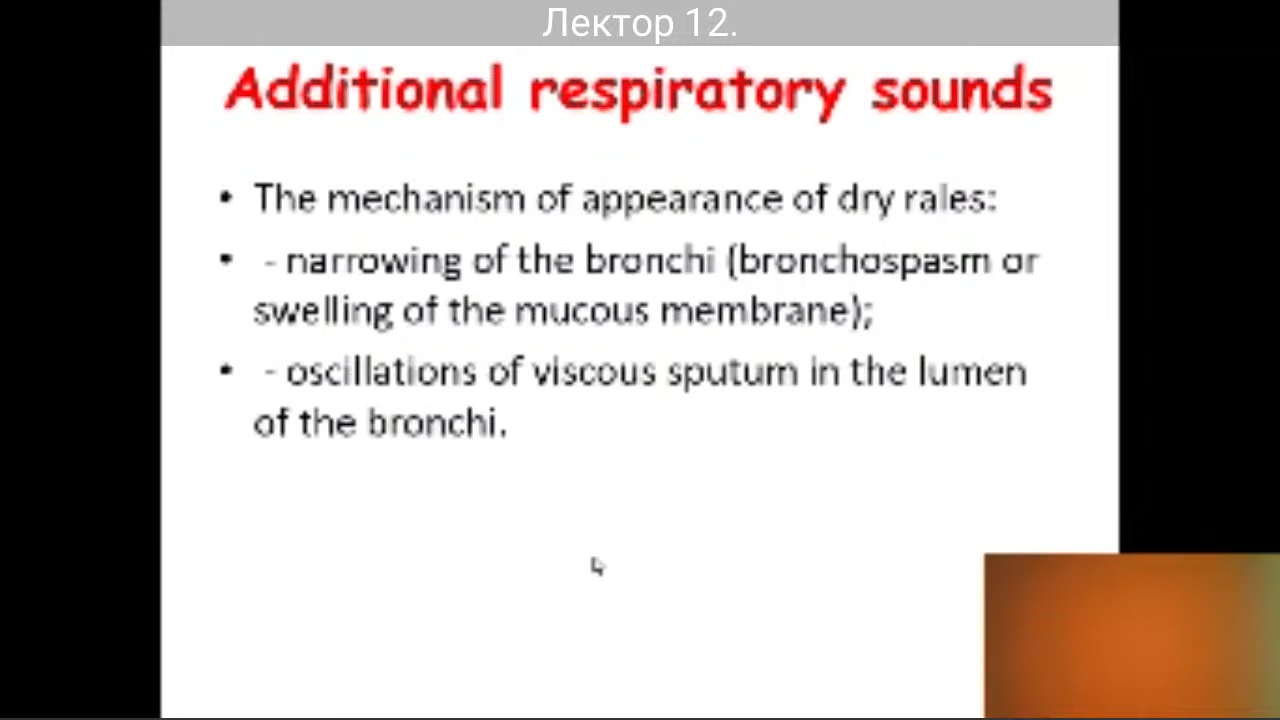 Лектор 12.
Additional respiratory sounds
• The mechanism of appearance of dry rales:
• - narrowing of the bronchi (bronchospasm or
swelling of the mucous membrane);
• - oscillations of viscous sputum in the lumen
of the bronchi.